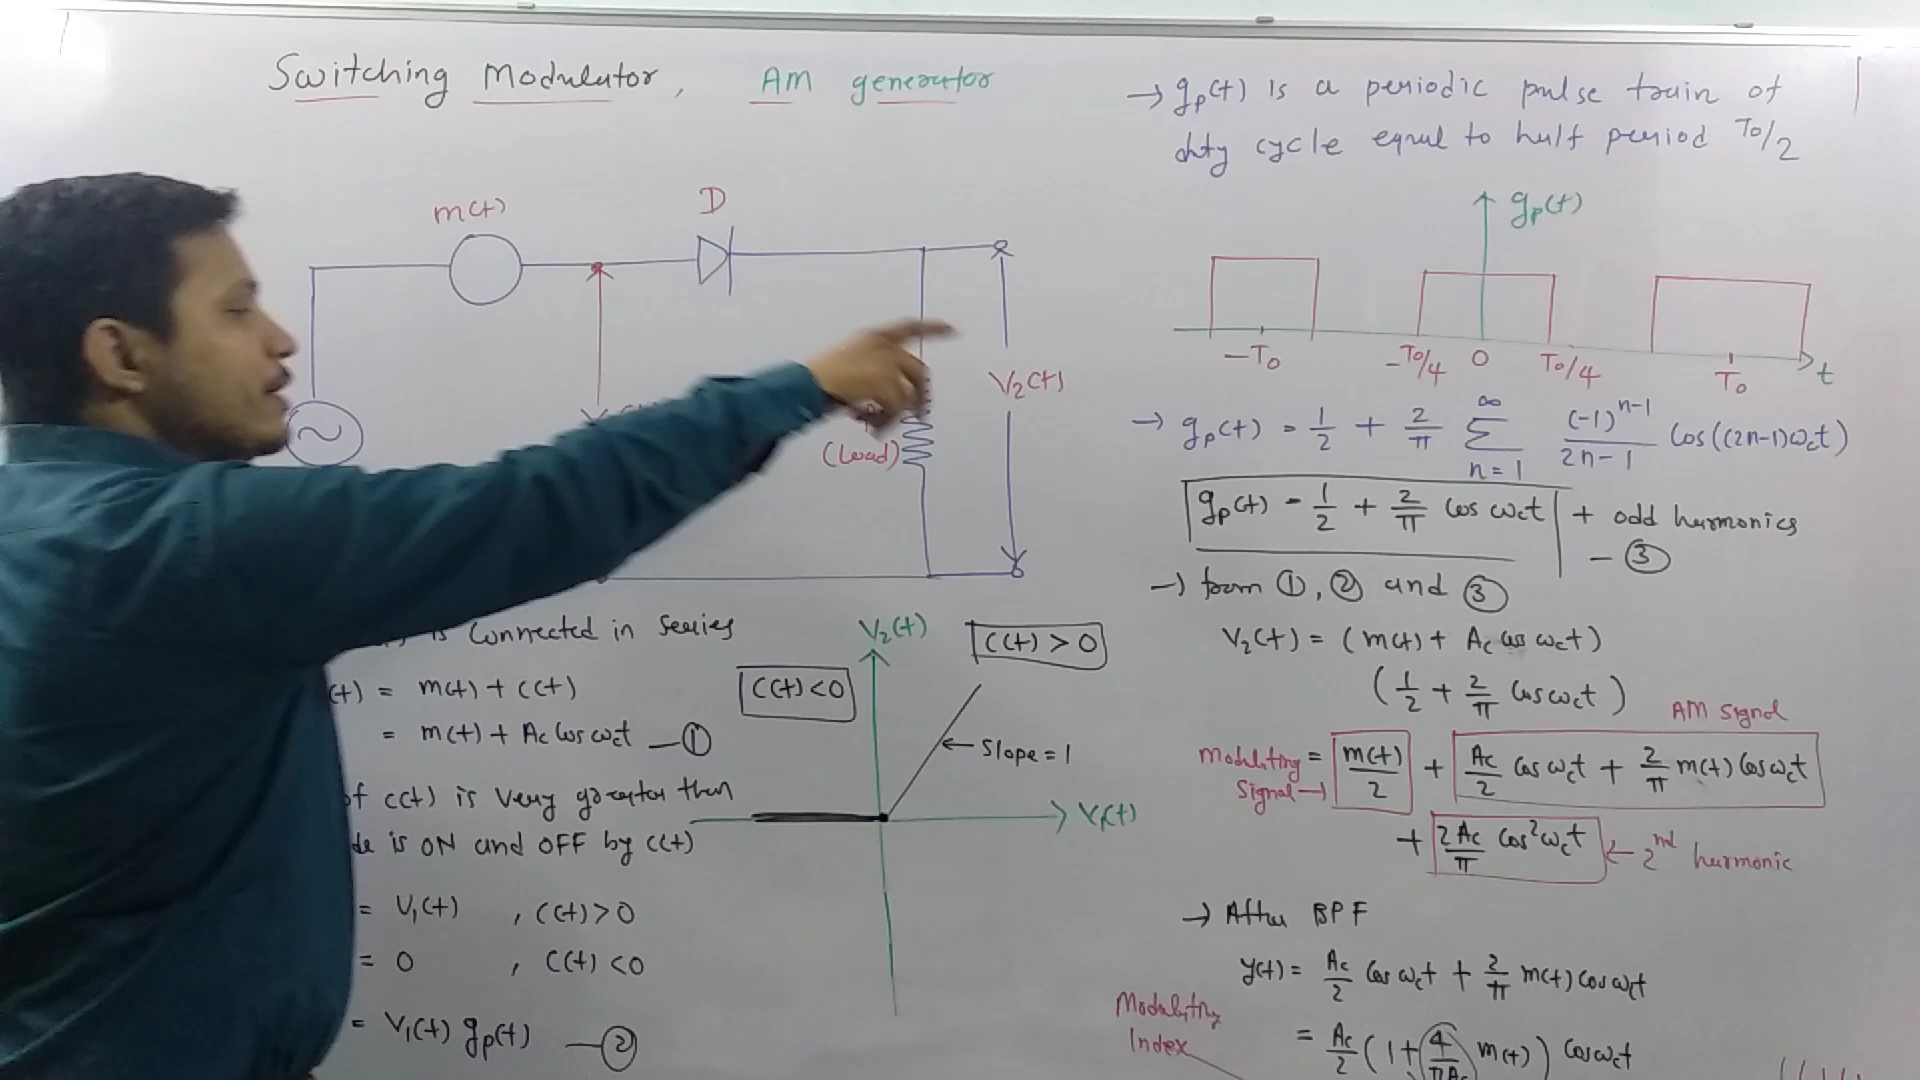 Switching Modulator, AM generator
m(t)
D
V₂(t)
(Load)
is Connected in series
(t) = m(t) + c(t)
= m(t) + Ac Cos ωct — ①
of c(t) is very greater then
de is ON and OFF by c(t)
= V₁(t) , c(t) > 0
= 0 , c(t) < 0
= V₁(t) gp(t) — ②
V₂(t)
c(t) > 0
c(t) < 0
← Slope = 1
V₁(t)
→ gp(t) is a periodic pulse train of
duty cycle equal to half period T0/2
gp(t)
-T0 -T0/4 0 T0/4 T0 t
→ gp(t) = 1/2 + 2/π ∑ n=1 ∞ (-1)^n-1 / 2n-1 Cos((2n-1)ωct)
gp(t) = 1/2 + 2/π Cos ωct + odd harmonics
— ③
→ from ①, ② and ③
V₂(t) = (m(t) + Ac Cos ωct)
(1/2 + 2/π Cos ωct)
AM Signal
Modulating Signal → = m(t)/2 + Ac/2 Cos ωct + 2/π m(t) Cos ωct
+ 2Ac/π Cos²ωct ← 2nd harmonic
→ After BPF
y(t) = Ac/2 Cos ωct + 2/π m(t) Cos ωct
Modulating
Index
= Ac/2 (1 + 4/πAc m(t)) Cos ωct